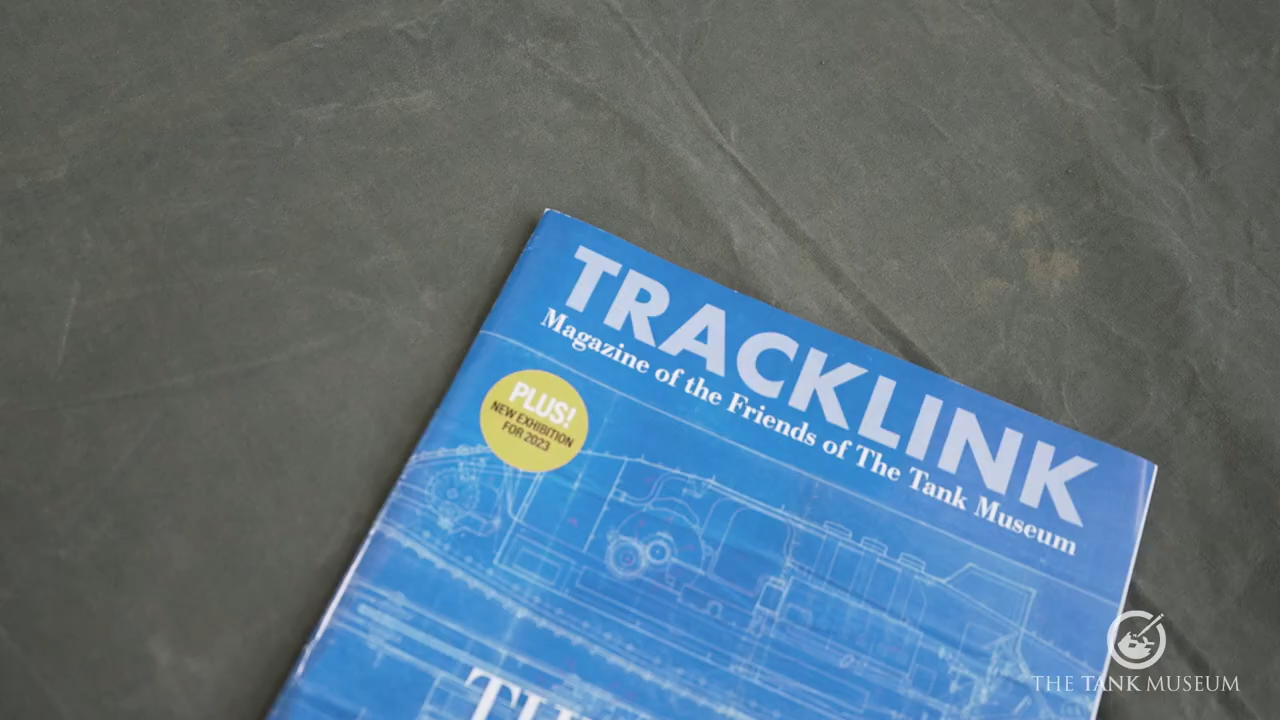 TRACKLINK
Magazine of the Friends of The Tank Museum
PLUS!
NEW EXHIBITION
FOR 2023
THE TANK MUSEUM